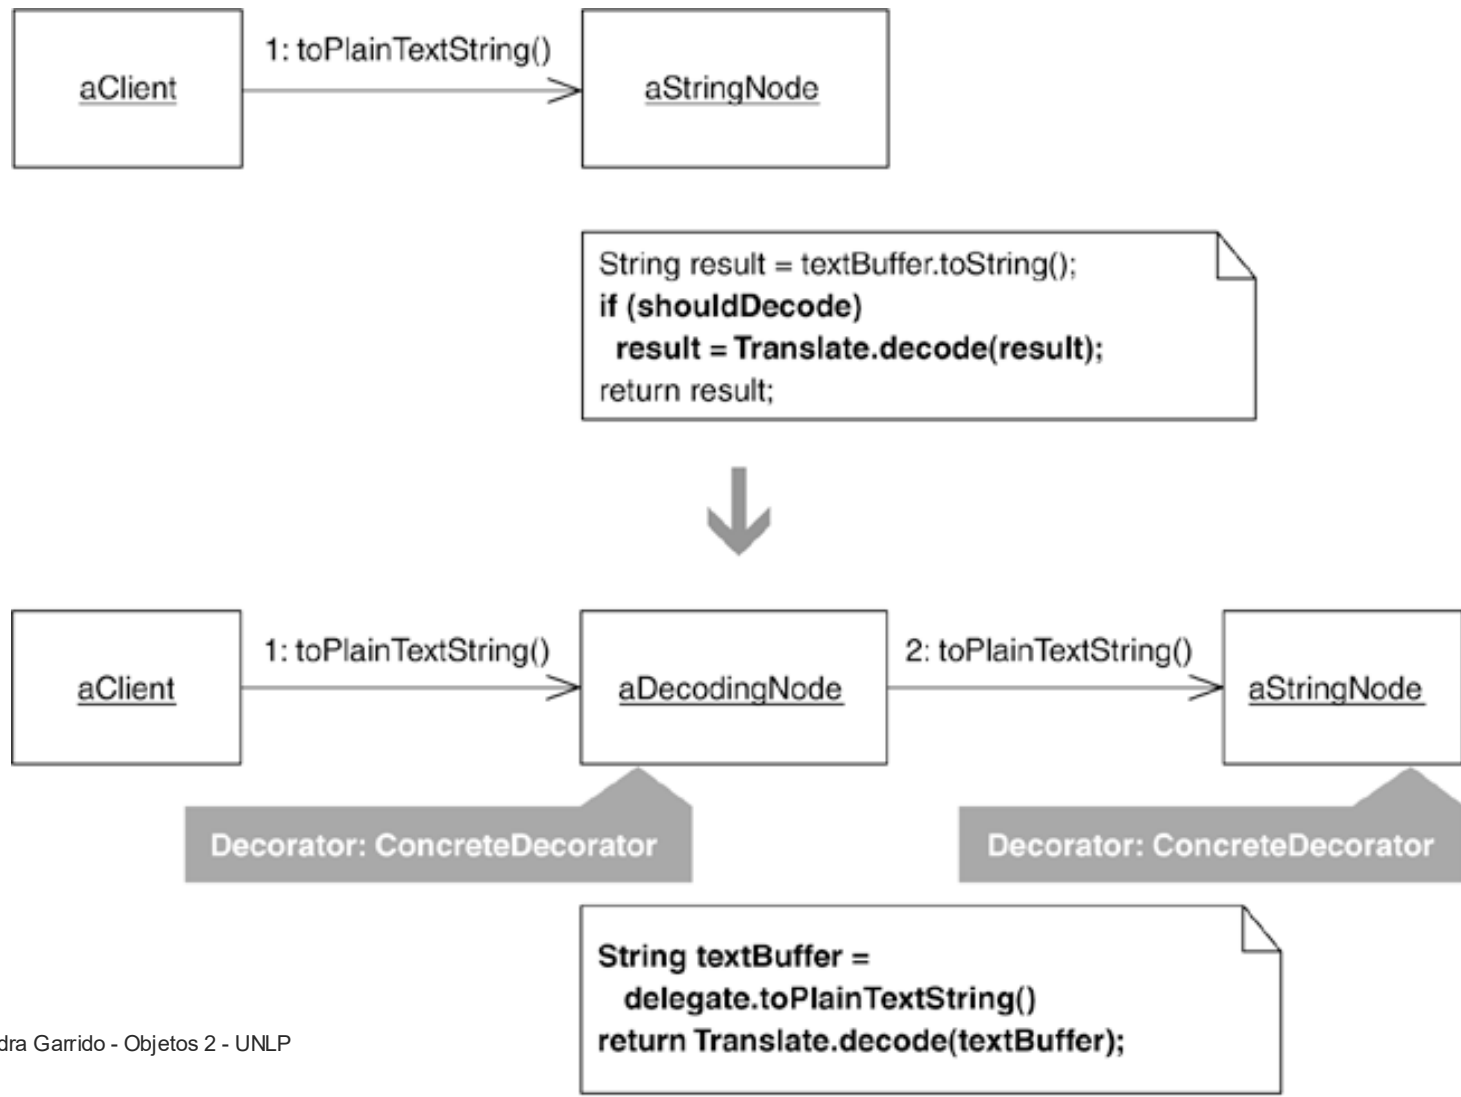 1: toPlainTextString()
aClient
aStringNode
String result = textBuffer.toString();
if (shouldDecode)
result = Translate.decode(result);
return result;
1: toPlainTextString()
2: toPlainTextString()
aClient
aDecodingNode
aStringNode
Decorator: ConcreteDecorator
Decorator: ConcreteDecorator
String textBuffer =
delegate.toPlainTextString()
return Translate.decode(textBuffer);
dra Garrido - Objetos 2 - UNLP